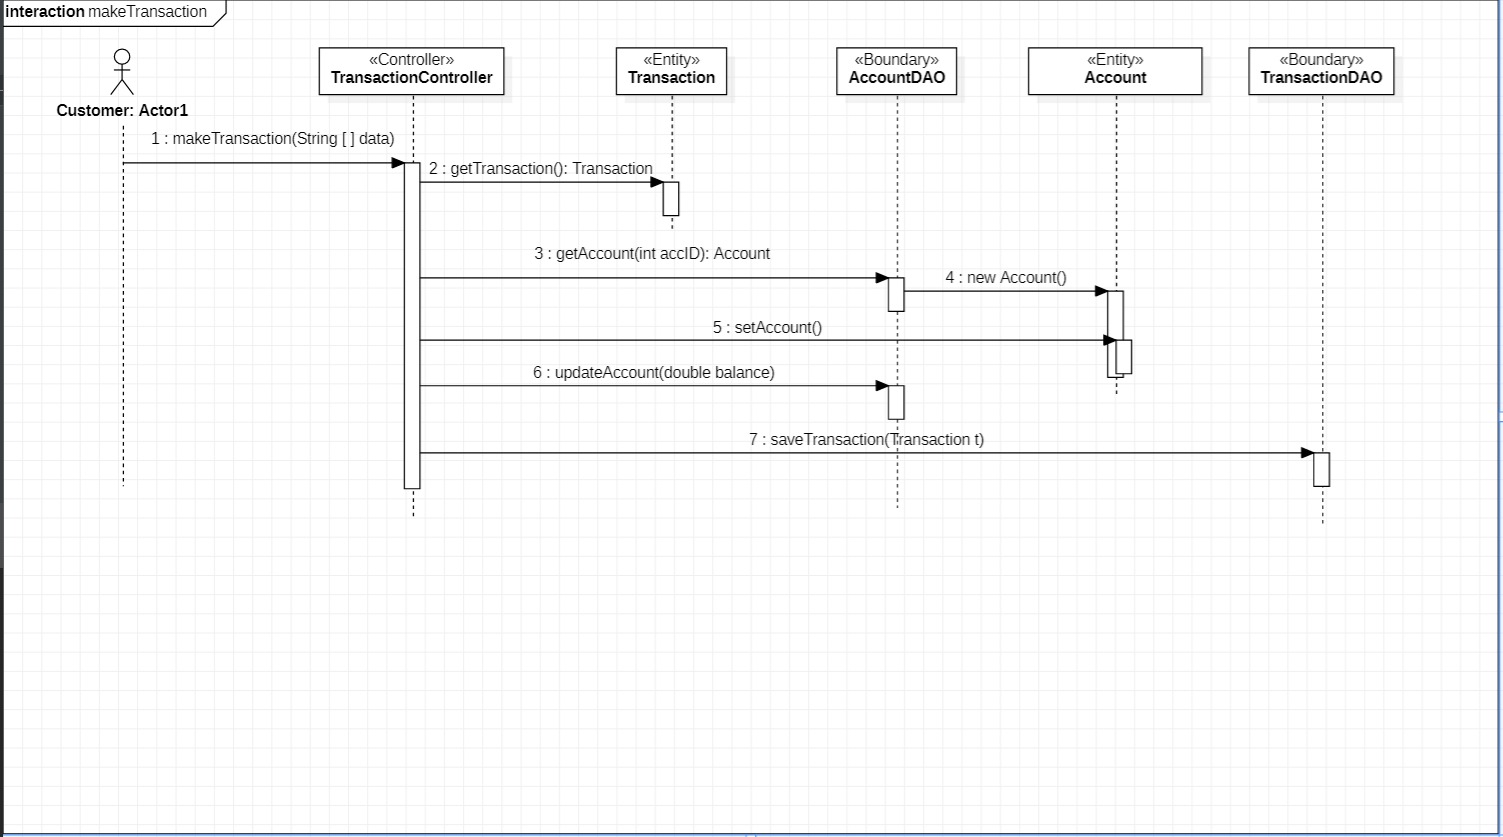 interaction makeTransaction
«Controller»
TransactionController
«Entity»
Transaction
«Boundary»
AccountDAO
«Entity»
Account
«Boundary»
TransactionDAO
Customer: Actor1
1 : makeTransaction(String [ ] data)
2 : getTransaction(): Transaction
3 : getAccount(int accID): Account
4 : new Account()
5 : setAccount()
6 : updateAccount(double balance)
7 : saveTransaction(Transaction t)